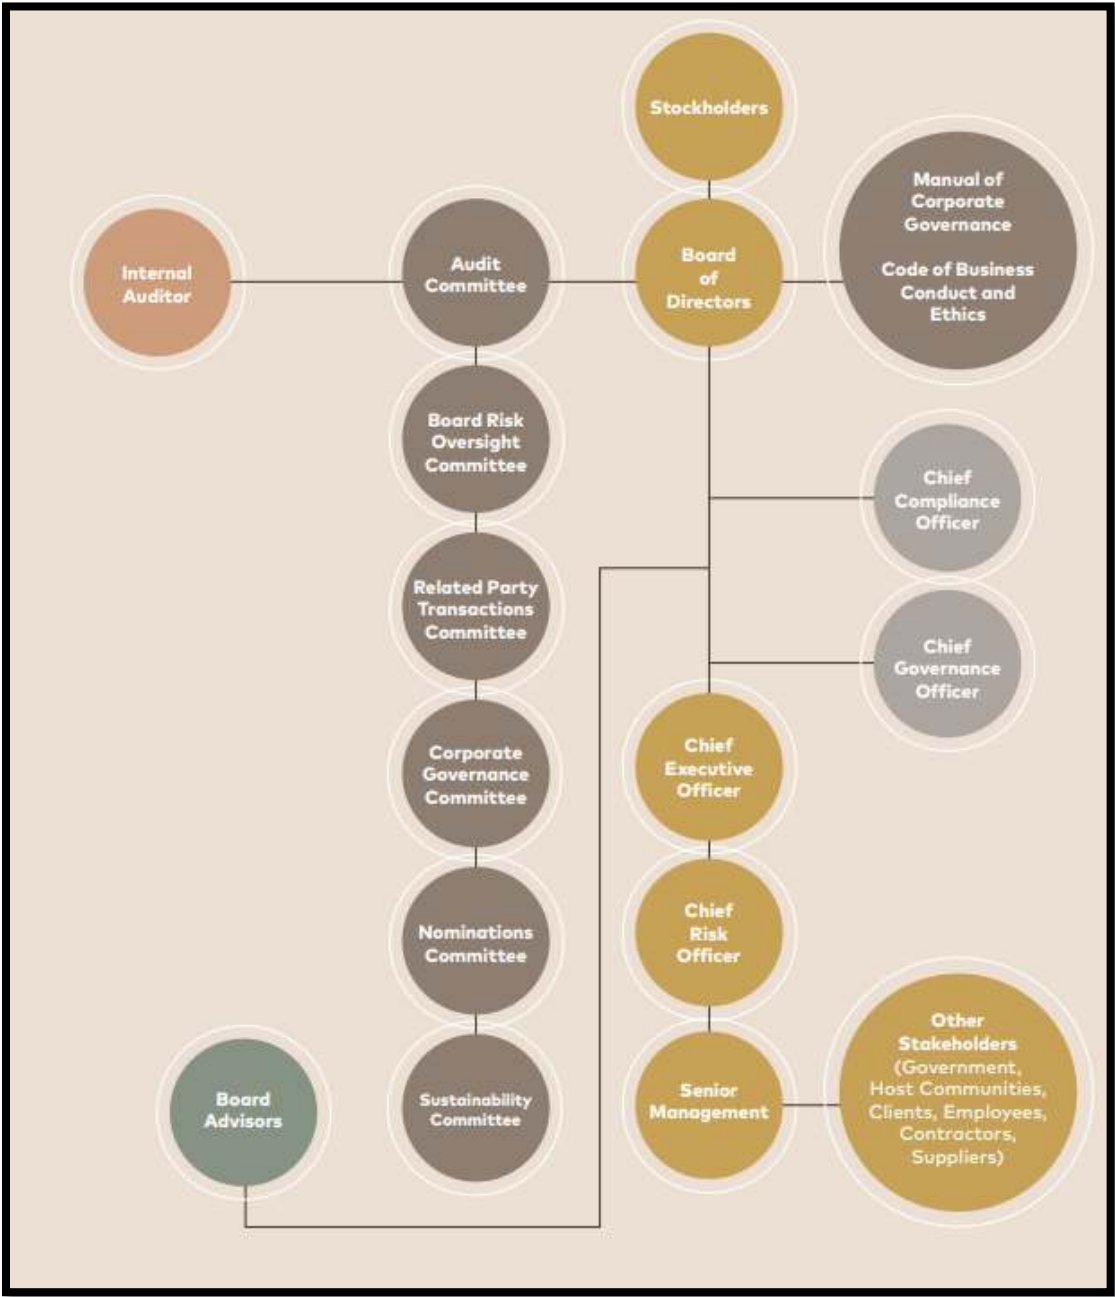 Stockholders
Manual of
Corporate
Governance
Code of Business
Conduct and
Ethics
Internal
Auditor
Audit
Committee
Board
of
Directors
Board Risk
Oversight
Committee
Chief
Compliance
Officer
Related Party
Transactions
Committee
Chief
Governance
Officer
Corporate
Governance
Committee
Chief
Executive
Officer
Nominations
Committee
Chief
Risk
Officer
Board
Advisors
Sustainability
Committee
Senior
Management
Other
Stakeholders
(Government,
Host Communities,
Clients, Employees,
Contractors,
Suppliers)